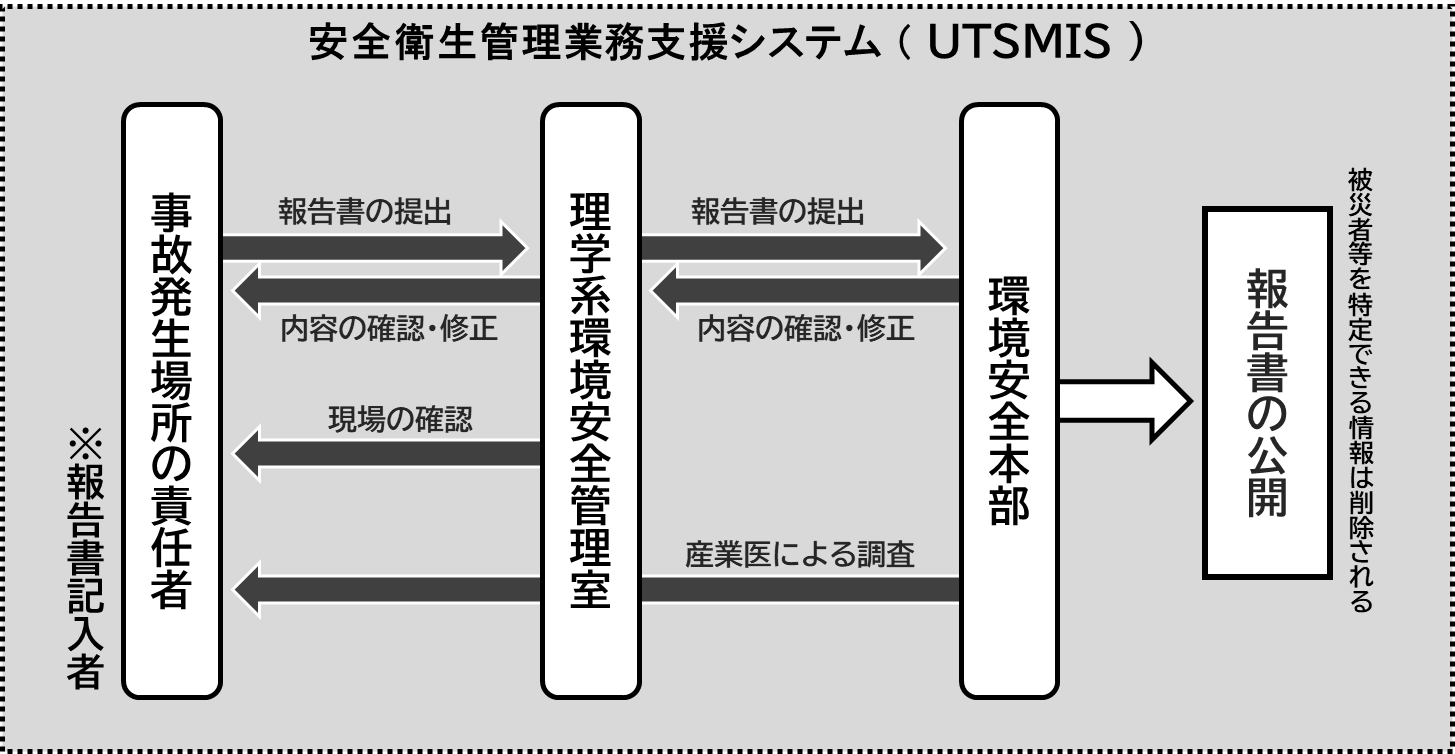 安全衛生管理業務支援システム（ UTSMIS ）
※報告書記入者
事故発生場所の責任者
報告書の提出
内容の確認・修正
現場の確認
理学系環境安全管理室
報告書の提出
内容の確認・修正
産業医による調査
環境安全本部
報告書の公開
被災者等を特定できる情報は削除される